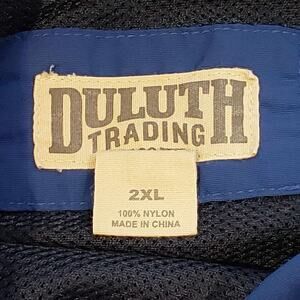 DULUTH
TRADING
2XL
100% NYLON
MADE IN CHINA